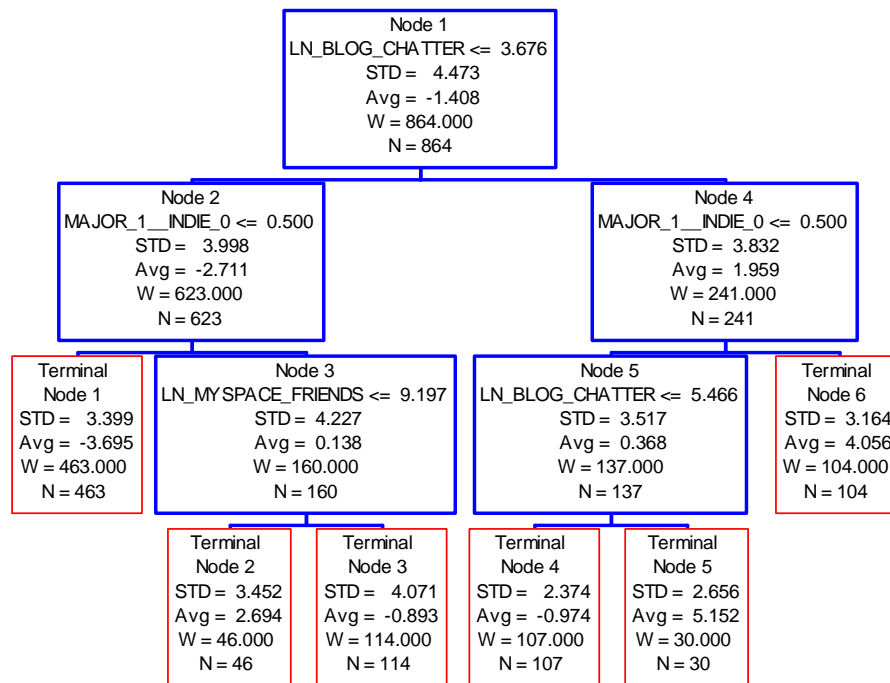 Node 1
LN_BLOG_CHATTER <= 3.676
STD = 4.473
Avg = -1.408
W = 864.000
N = 864
Node 2
MAJOR_1__INDIE_0 <= 0.500
STD = 3.998
Avg = -2.711
W = 623.000
N = 623
Node 4
MAJOR_1__INDIE_0 <= 0.500
STD = 3.832
Avg = 1.959
W = 241.000
N = 241
Terminal
Node 1
STD = 3.399
Avg = -3.695
W = 463.000
N = 463
Node 3
LN_MYSPACE_FRIENDS <= 9.197
STD = 4.227
Avg = 0.138
W = 160.000
N = 160
Node 5
LN_BLOG_CHATTER <= 5.466
STD = 3.517
Avg = 0.368
W = 137.000
N = 137
Terminal
Node 6
STD = 3.164
Avg = 4.056
W = 104.000
N = 104
Terminal
Node 2
STD = 3.452
Avg = 2.694
W = 46.000
N = 46
Terminal
Node 3
STD = 4.071
Avg = -0.893
W = 114.000
N = 114
Terminal
Node 4
STD = 2.374
Avg = -0.974
W = 107.000
N = 107
Terminal
Node 5
STD = 2.656
Avg = 5.152
W = 30.000
N = 30